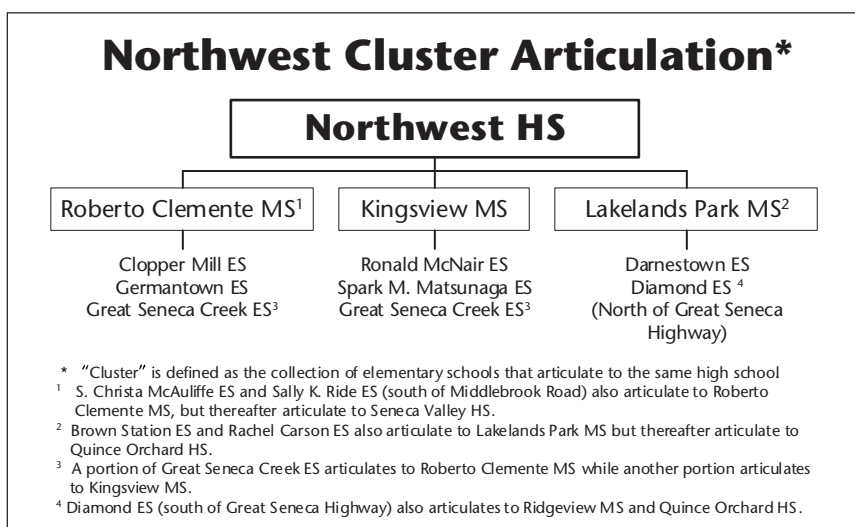 Northwest Cluster Articulation*
Northwest HS
Roberto Clemente MS¹
Kingsview MS
Lakelands Park MS²
Clopper Mill ES
Germantown ES
Great Seneca Creek ES³
Ronald McNair ES
Spark M. Matsunaga ES
Great Seneca Creek ES³
Darnestown ES
Diamond ES ⁴
(North of Great Seneca
Highway)
* “Cluster” is defined as the collection of elementary schools that articulate to the same high school
¹ S. Christa McAuliffe ES and Sally K. Ride ES (south of Middlebrook Road) also articulate to Roberto
Clemente MS, but thereafter articulate to Seneca Valley HS.
² Brown Station ES and Rachel Carson ES also articulate to Lakelands Park MS but thereafter articulate to
Quince Orchard HS.
³ A portion of Great Seneca Creek ES articulates to Roberto Clemente MS while another portion articulates
to Kingsview MS.
⁴ Diamond ES (south of Great Seneca Highway) also articulates to Ridgeview MS and Quince Orchard HS.